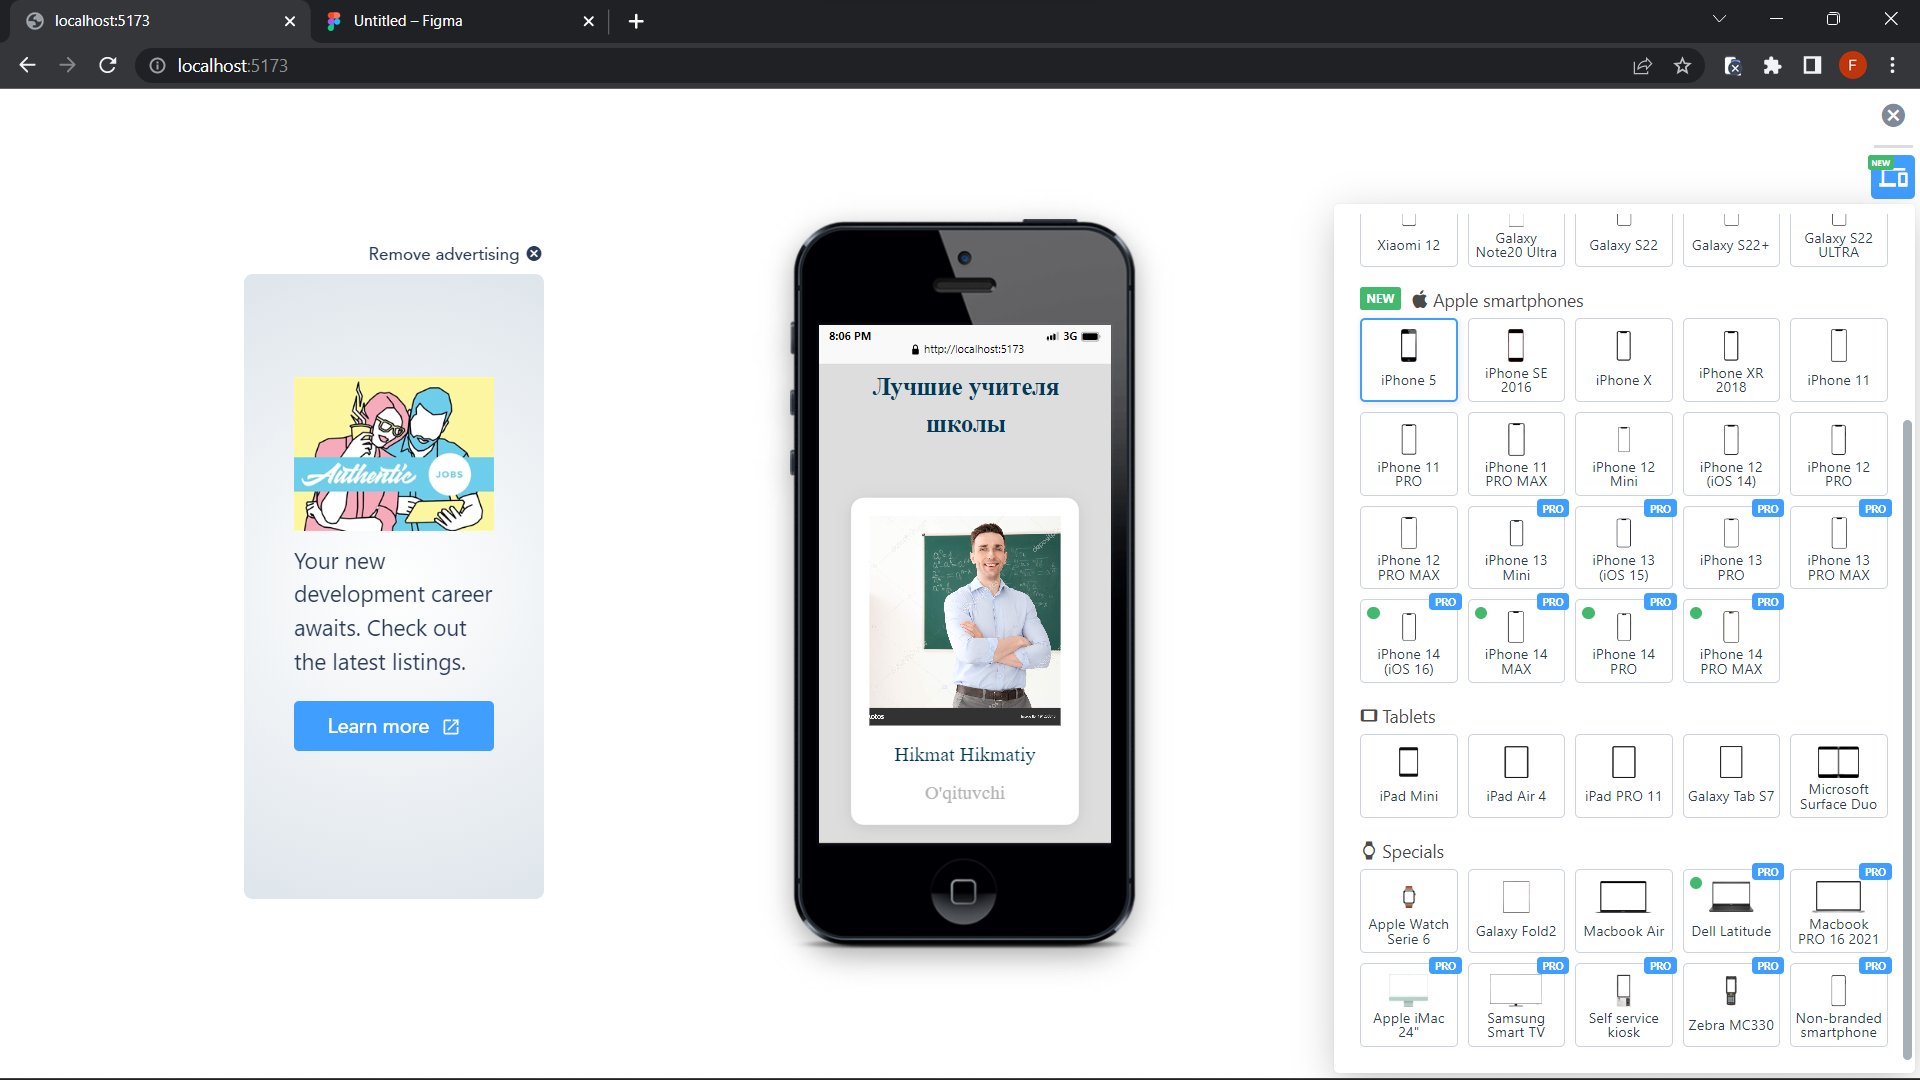 localhost:5173
Untitled – Figma
localhost:5173
F
NEW
Remove advertising
Authentic
JOBS
Your new
development career
awaits. Check out
the latest listings.
Learn more
8:06 PM
3G
http://localhost:5173
Лучшие учителя
школы
Hikmat Hikmatiy
O'qituvchi
Xiaomi 12
Galaxy
Note20 Ultra
Galaxy S22
Galaxy S22+
Galaxy S22
ULTRA
NEW
Apple smartphones
iPhone 5
iPhone SE
2016
iPhone X
iPhone XR
2018
iPhone 11
iPhone 11
PRO
iPhone 11
PRO MAX
iPhone 12
Mini
iPhone 12
(iOS 14)
iPhone 12
PRO
iPhone 12
PRO MAX
PRO
iPhone 13
Mini
PRO
iPhone 13
(iOS 15)
PRO
iPhone 13
PRO
PRO
iPhone 13
PRO MAX
PRO
iPhone 14
(iOS 16)
PRO
iPhone 14
MAX
PRO
iPhone 14
PRO
PRO
iPhone 14
PRO MAX
Tablets
iPad Mini
iPad Air 4
iPad PRO 11
Galaxy Tab S7
Microsoft
Surface Duo
Specials
Apple Watch
Serie 6
Galaxy Fold2
Macbook Air
PRO
Dell Latitude
PRO
Macbook
PRO 16 2021
PRO
Apple iMac
24"
PRO
Samsung
Smart TV
PRO
Self service
kiosk
PRO
Zebra MC330
PRO
Non-branded
smartphone